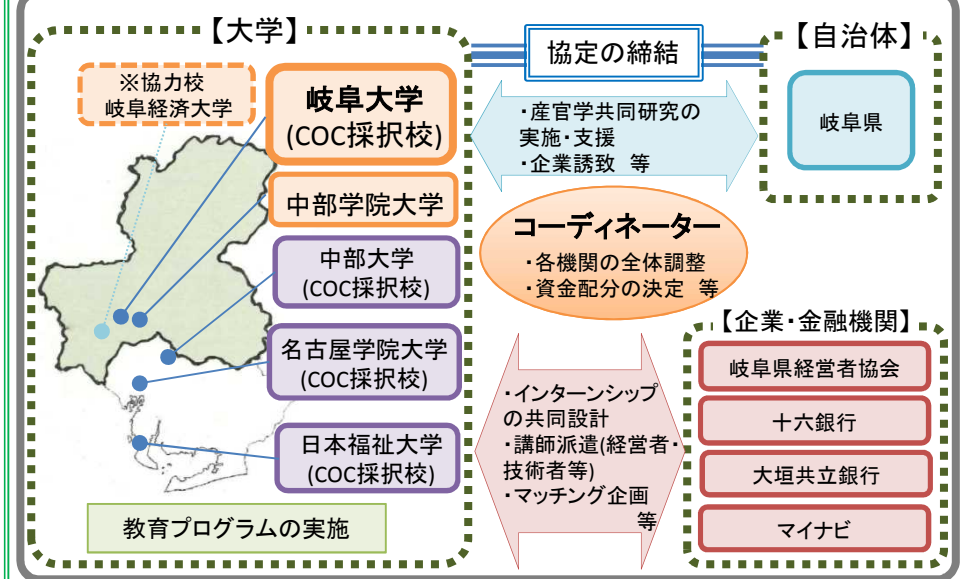 【大学】
※協力校
岐阜経済大学
岐阜大学
(COC採択校)
中部学院大学
中部大学
(COC採択校)
名古屋学院大学
(COC採択校)
日本福祉大学
(COC採択校)
教育プログラムの実施
協定の締結
・産官学共同研究の
実施・支援
・企業誘致 等
コーディネーター
・各機関の全体調整
・資金配分の決定 等
・インターンシップ
の共同設計
・講師派遣(経営者・
技術者等)
・マッチング企画
等
【自治体】
岐阜県
【企業・金融機関】
岐阜県経営者協会
十六銀行
大垣共立銀行
マイナビ